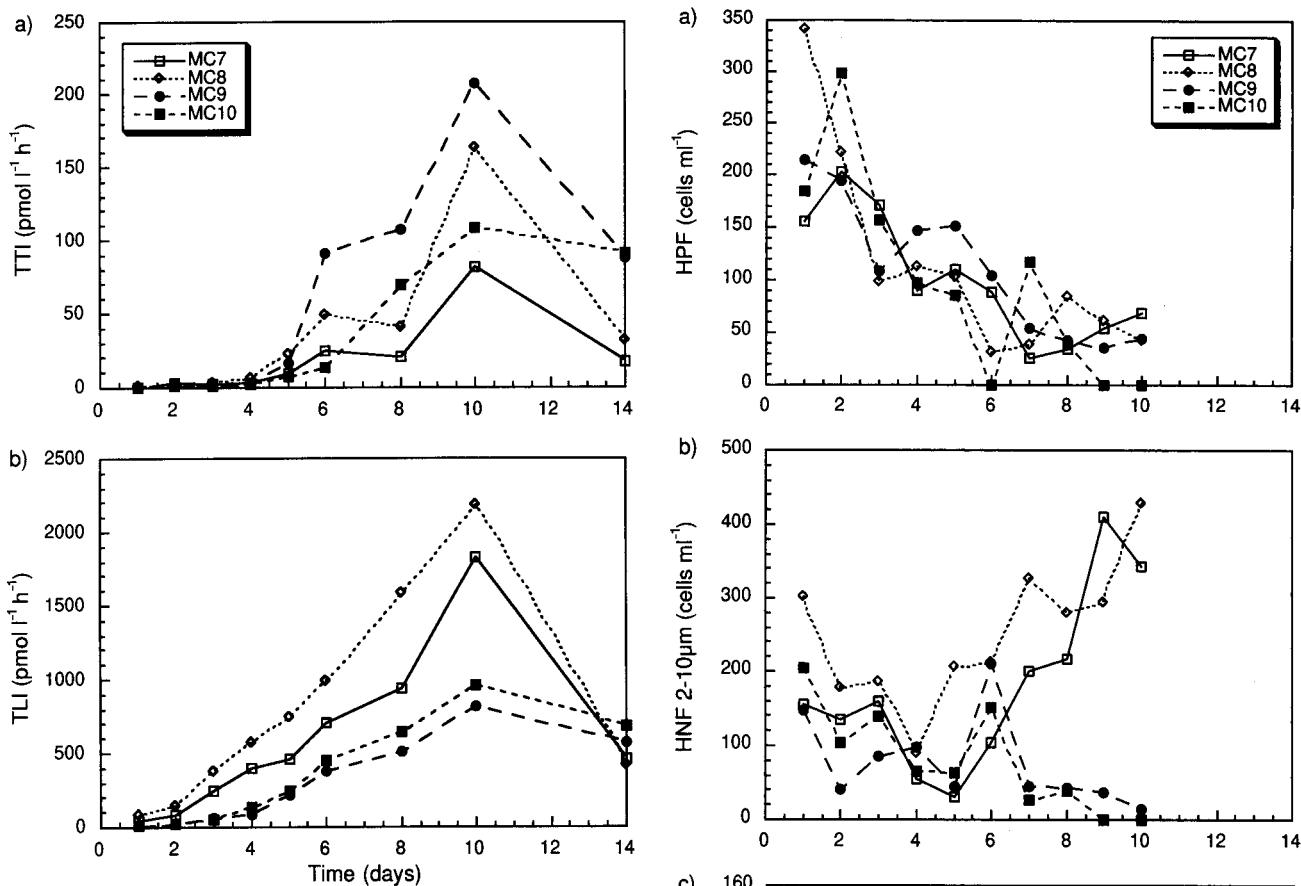 a)
TTI (pmol l⁻¹ h⁻¹)
250
200
150
100
50
0
MC7
MC8
MC9
MC10
0 2 4 6 8 10 12 14
b)
TLI (pmol l⁻¹ h⁻¹)
2500
2000
1500
1000
500
0
0 2 4 6 8 10 12 14
Time (days)
a)
HPF (cells ml⁻¹)
350
300
250
200
150
100
50
0
MC7
MC8
MC9
MC10
0 2 4 6 8 10 12 14
b)
HNF 2-10µm (cells ml⁻¹)
500
400
300
200
100
0
0 2 4 6 8 10 12 14
c) 160